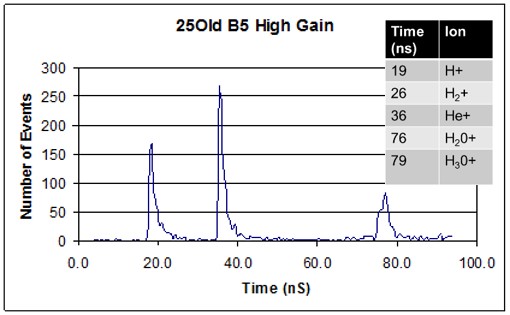 25Old B5 High Gain
Time (ns) Ion
19 H+
26 H₂+
36 He+
76 H₂0+
79 H₃0+
Number of Events
300
250
200
150
100
50
0
0.0 20.0 40.0 60.0 80.0 100.0
Time (nS)